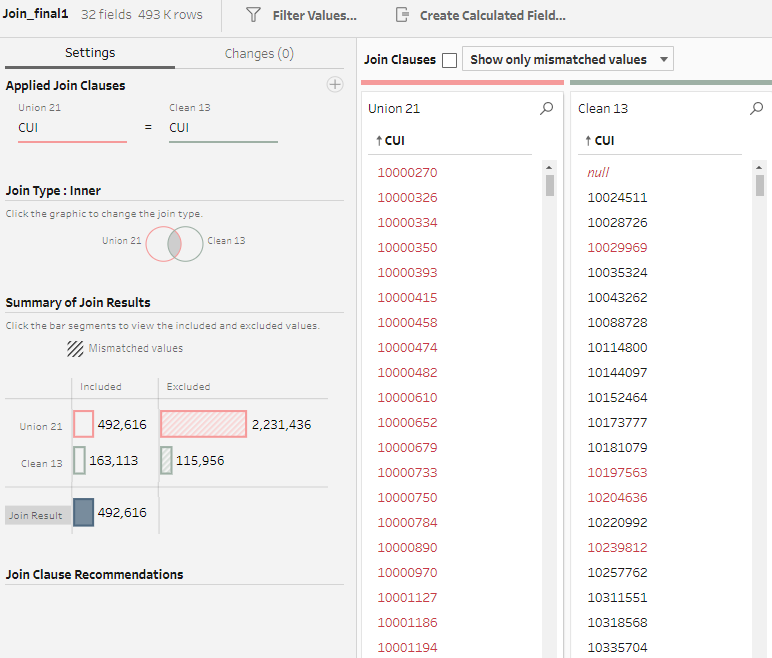 Join_final1 32 fields 493 K rows Filter Values... Create Calculated Field...
Settings Changes (0)
Applied Join Clauses
Union 21 Clean 13
CUI = CUI
Join Type : Inner
Click the graphic to change the join type.
Union 21 Clean 13
Summary of Join Results
Click the bar segments to view the included and excluded values.
Mismatched values
Included Excluded
Union 21 492,616 2,231,436
Clean 13 163,113 115,956
Join Result 492,616
Join Clause Recommendations
Join Clauses Show only mismatched values
Union 21
CUI
10000270
10000326
10000334
10000350
10000393
10000415
10000458
10000474
10000482
10000610
10000652
10000679
10000733
10000750
10000784
10000890
10000970
10001127
10001186
10001194
Clean 13
CUI
null
10024511
10028726
10029969
10035324
10043262
10088728
10114800
10144097
10152464
10173777
10181079
10197563
10204636
10220992
10239812
10257762
10311551
10318568
10335704